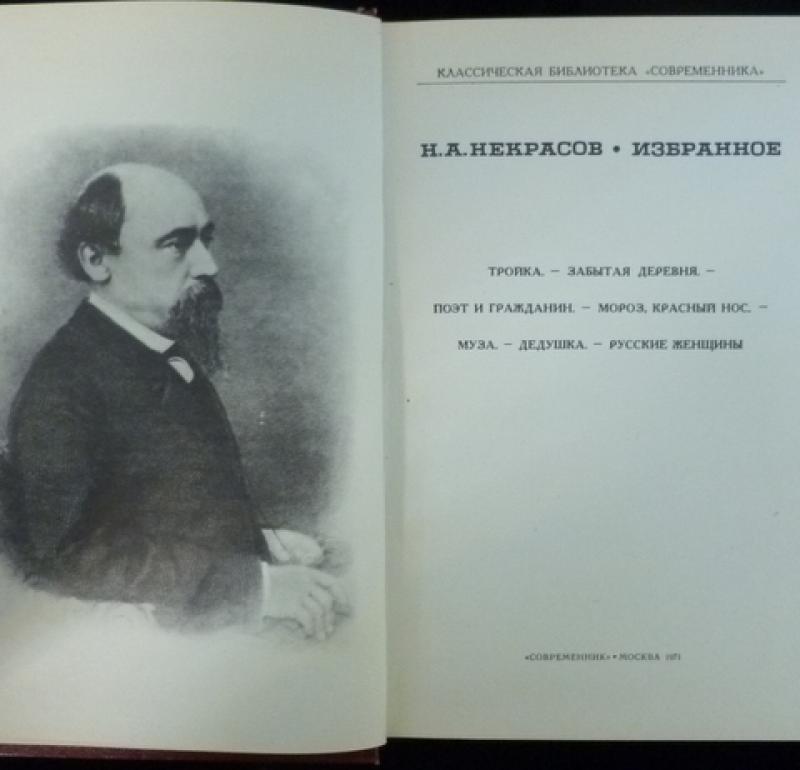 КЛАССИЧЕСКАЯ БИБЛИОТЕКА «СОВРЕМЕННИКА»
Н.А.НЕКРАСОВ • ИЗБРАННОЕ
ТРОЙКА. — ЗАБЫТАЯ ДЕРЕВНЯ. —
ПОЭТ И ГРАЖДАНИН. — МОРОЗ, КРАСНЫЙ НОС. —
МУЗА. — ДЕДУШКА. — РУССКИЕ ЖЕНЩИНЫ
«СОВРЕМЕННИК» • МОСКВА